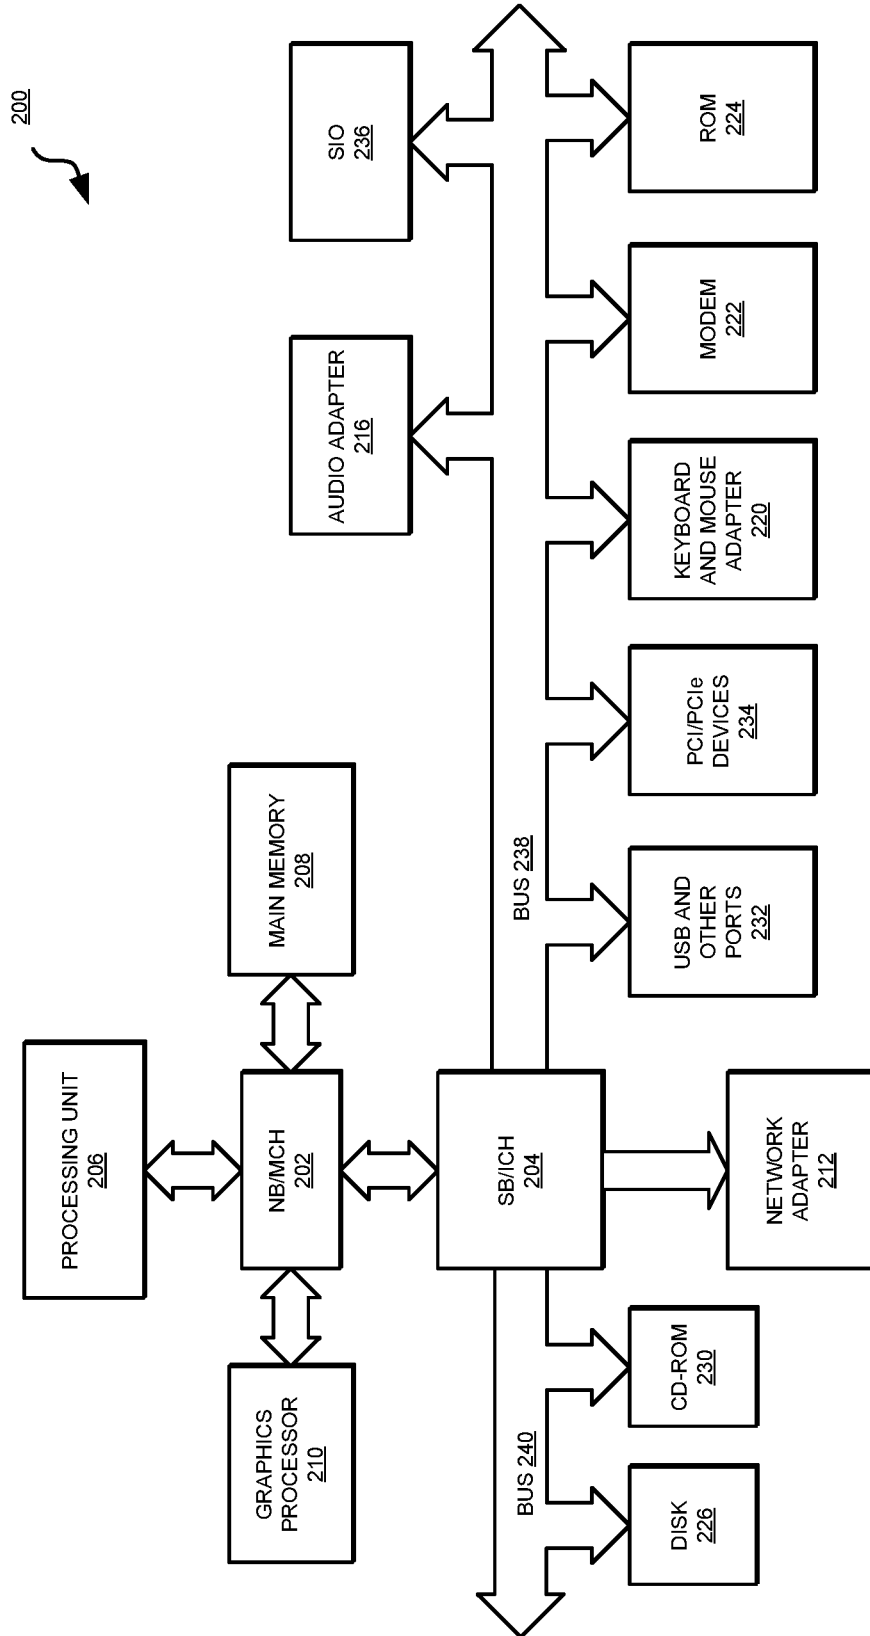 200
PROCESSING UNIT
206
GRAPHICS
PROCESSOR
210
NB/MCH
202
MAIN MEMORY
208
AUDIO ADAPTER
216
SIO
236
SB/ICH
204
BUS 240
BUS 238
DISK
226
CD-ROM
230
USB AND
OTHER
PORTS
232
PCI/PCIe
DEVICES
234
KEYBOARD
AND MOUSE
ADAPTER
220
MODEM
222
ROM
224
NETWORK
ADAPTER
212